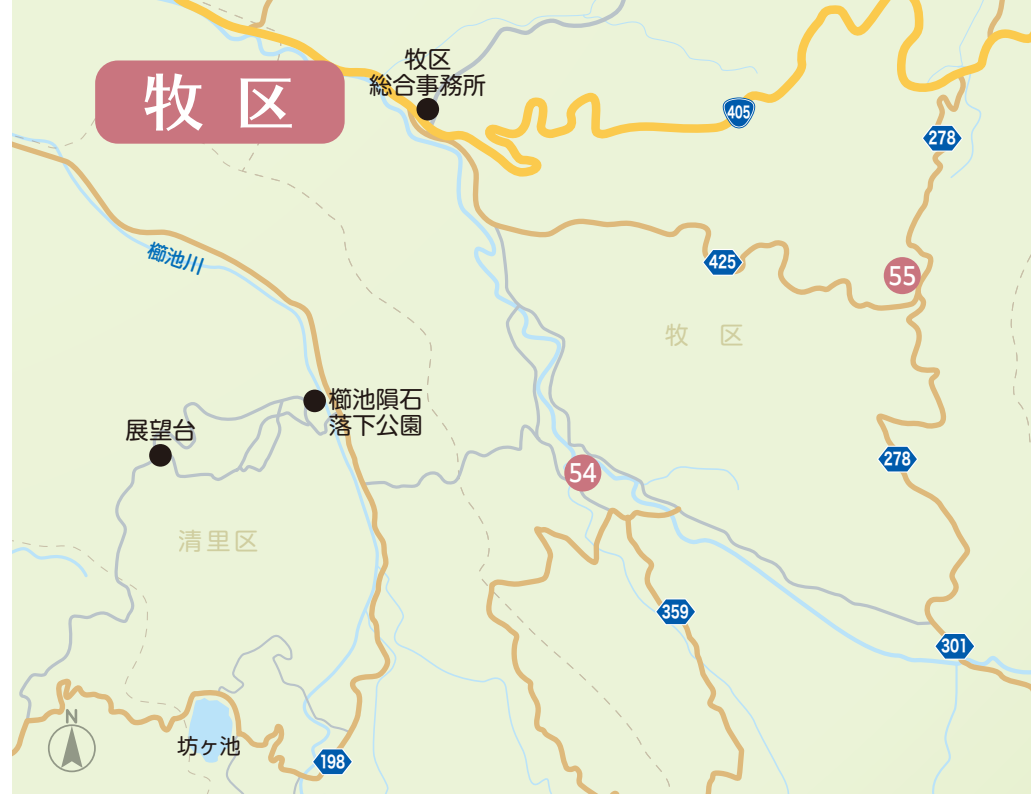 牧区
牧区
総合事務所
405
278
櫛池川
425
55
牧区
櫛池隕石
落下公園
展望台
278
54
清里区
359
301
N
坊ヶ池
198